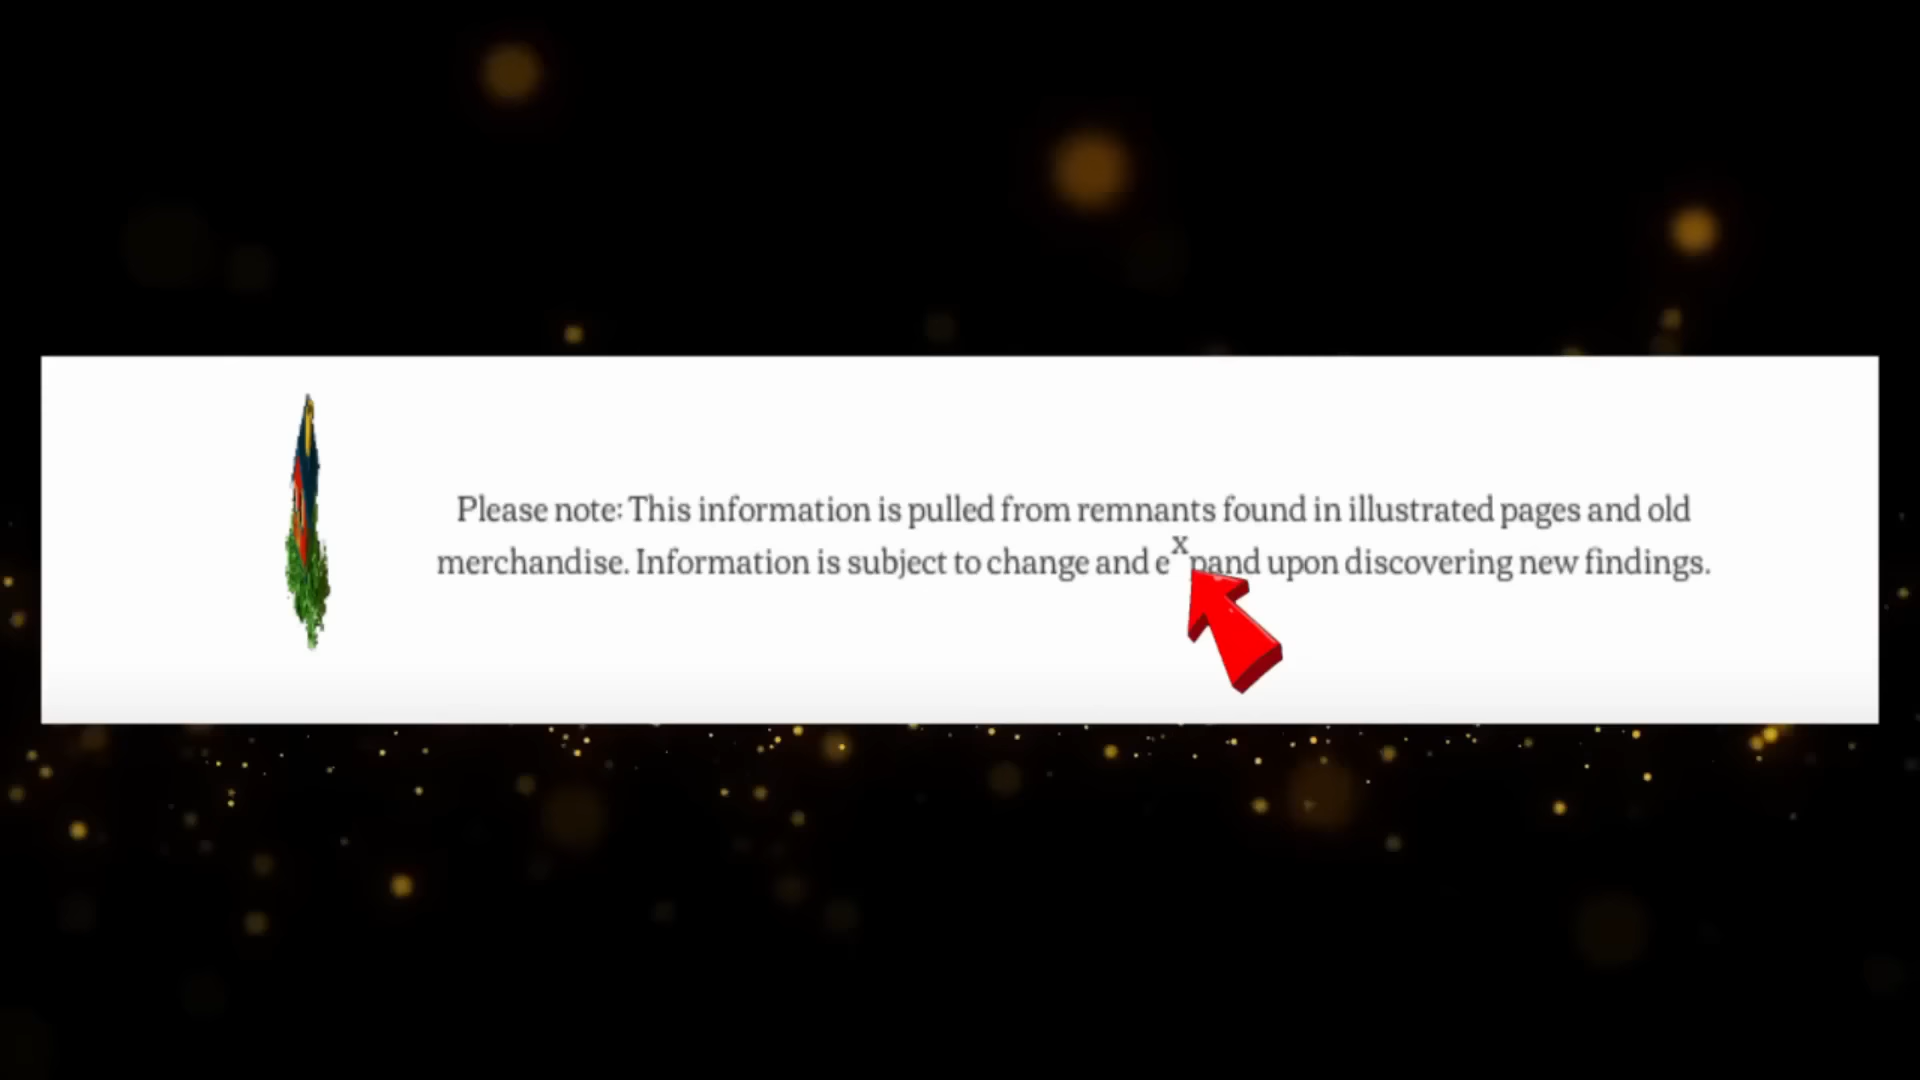 Please note: This information is pulled from remnants found in illustrated pages and old
merchandise. Information is subject to change and expand upon discovering new findings.